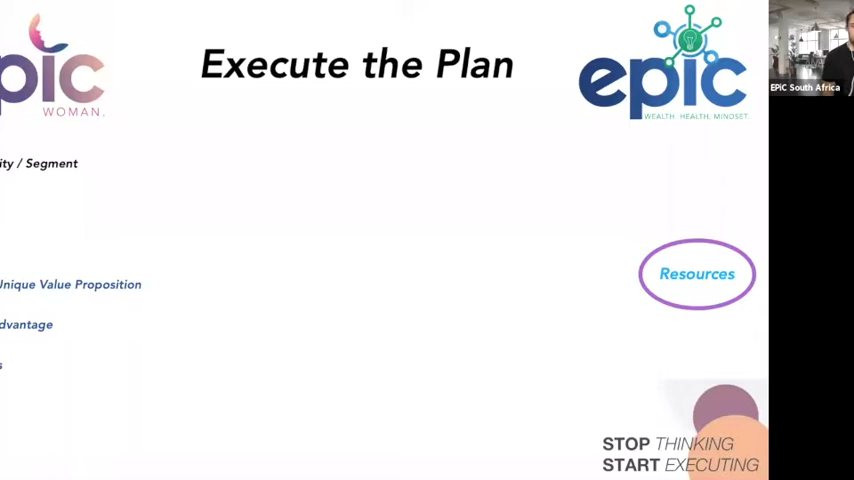 Execute the Plan
epic
WOMAN.
epic
WEALTH. HEALTH. MINDSET
EPiC South Africa
ity / Segment
Unique Value Proposition
Resources
dvantage
s
STOP THINKING
START EXECUTING